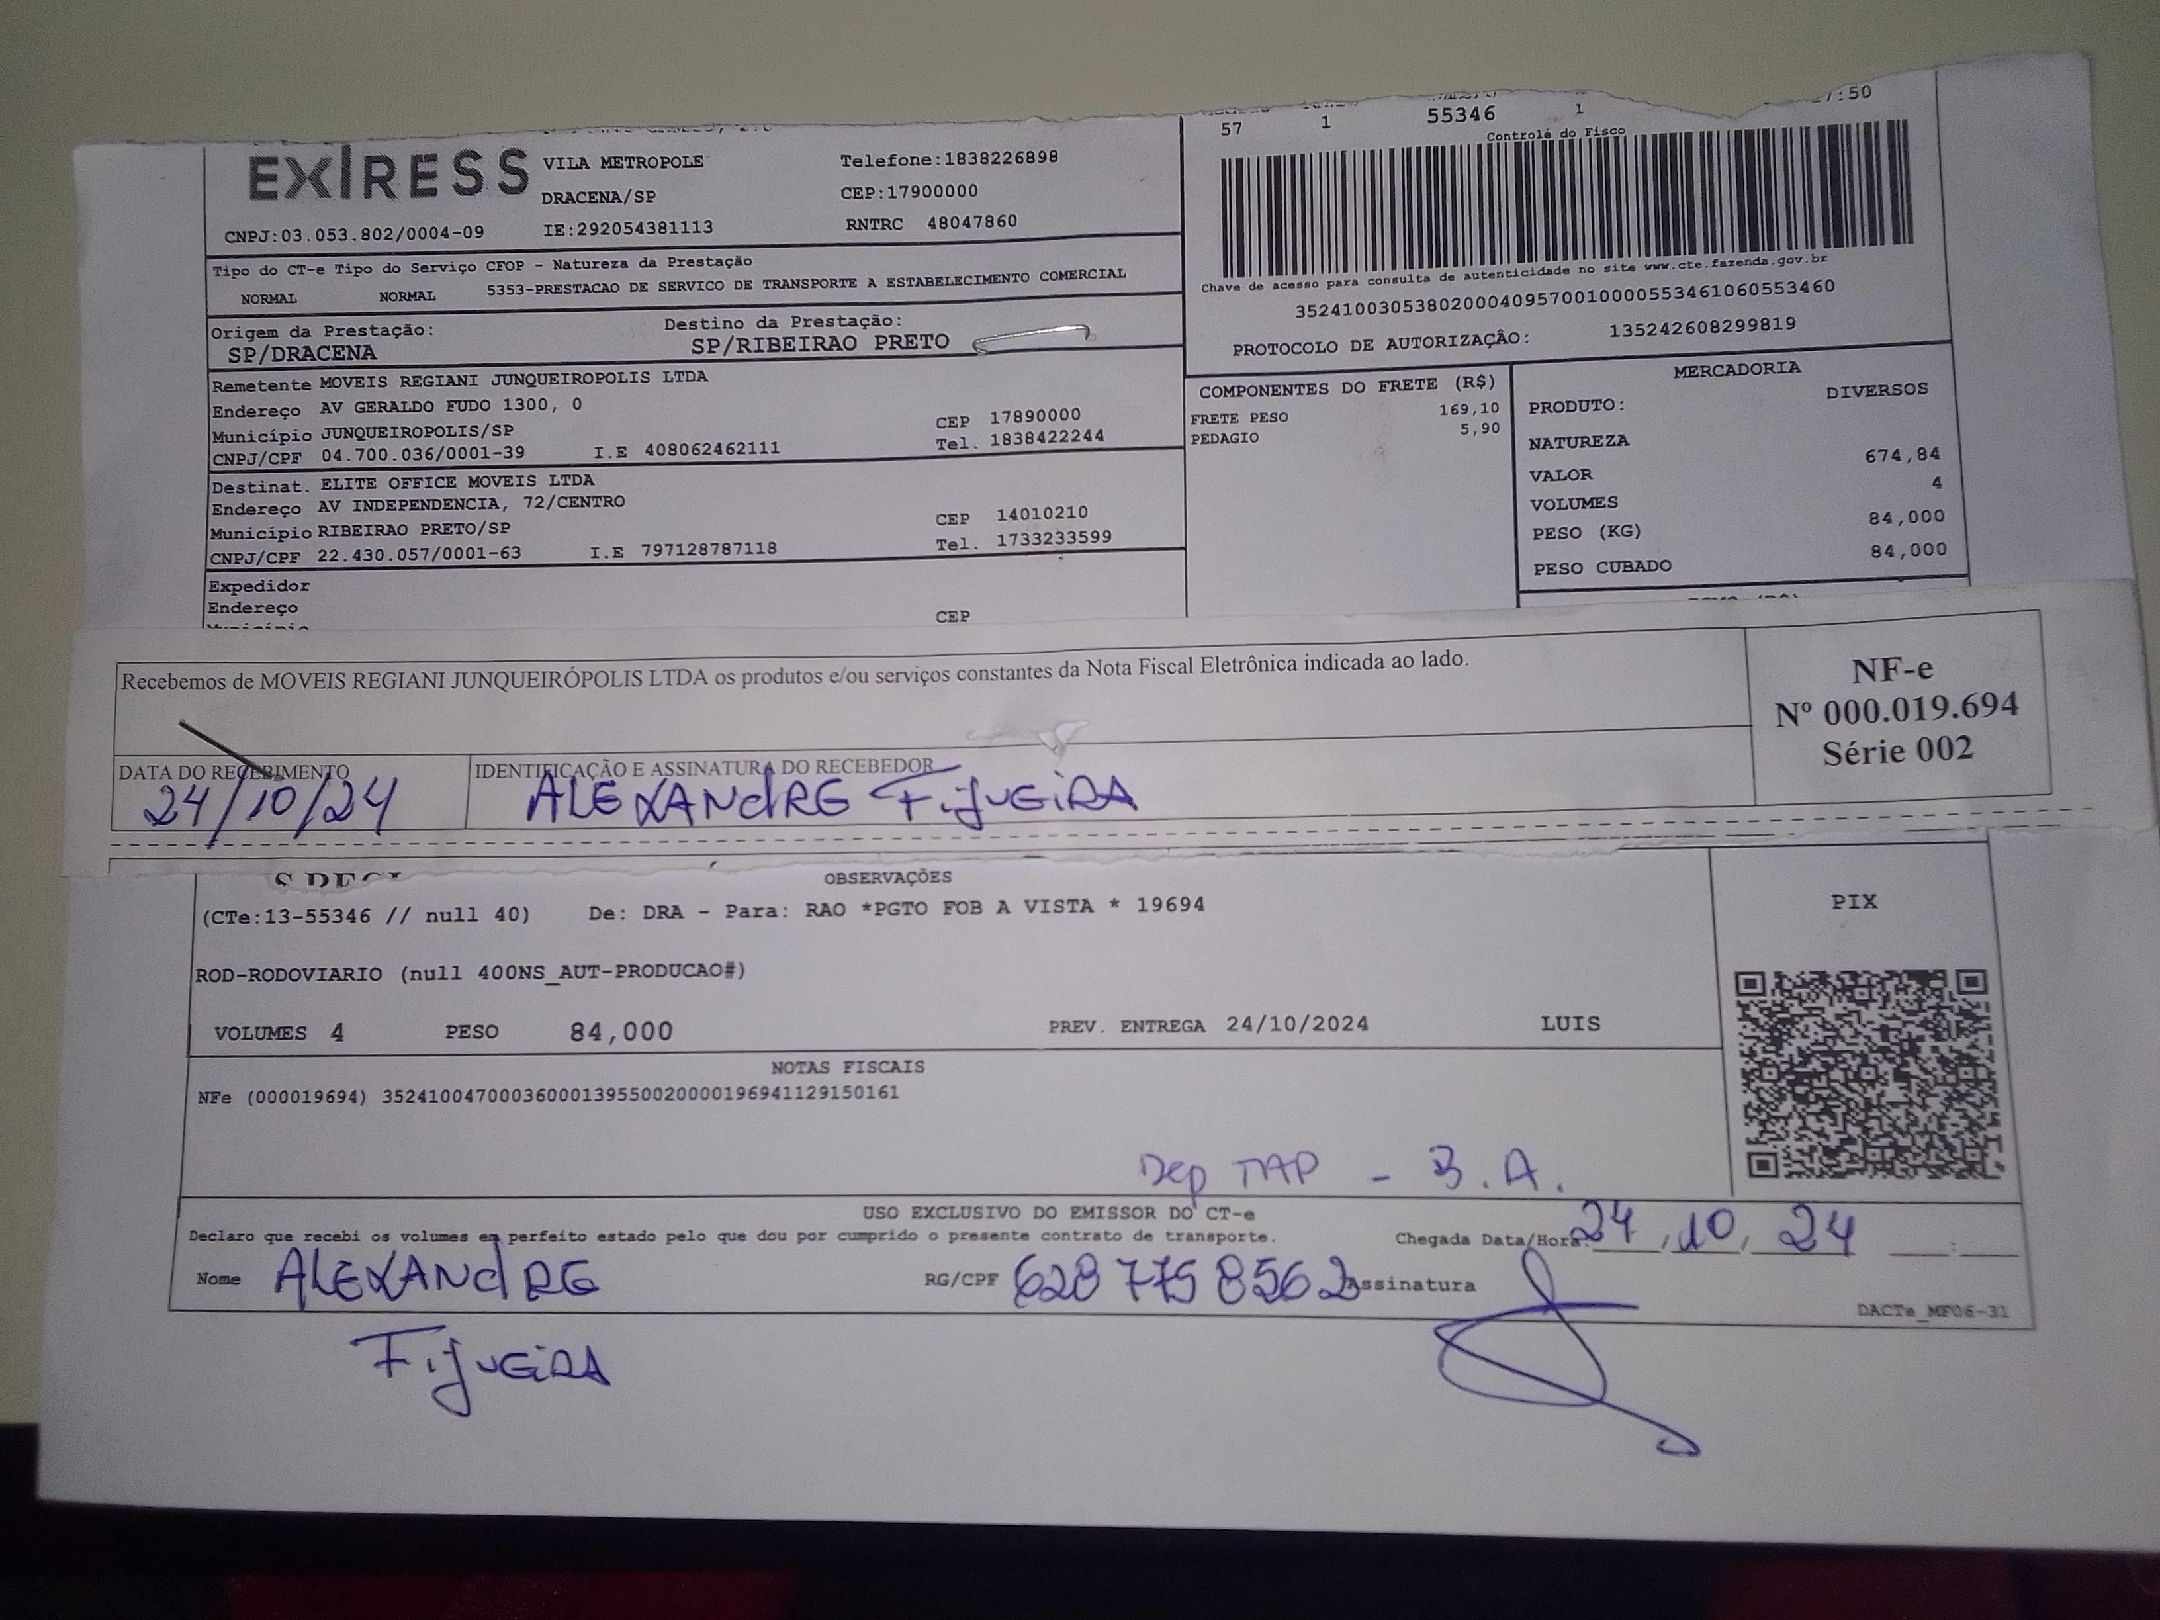 57 1 55346 1 :50
Controle do Fisco
EXIRESS VILA METROPOLE Telefone:1838226898
DRACENA/SP CEP:17900000
CNPJ:03.053.802/0004-09 IE:292054381113 RNTRC 48047860
Chave de acesso para consulta de autenticidade no site www.cte.fazenda.gov.br
35241003053802000409570010000553461060553460
PROTOCOLO DE AUTORIZAÇÃO: 135242608299819
Tipo do CT-e Tipo do Serviço CFOP - Natureza da Prestação
NORMAL NORMAL 5353-PRESTACAO DE SERVICO DE TRANSPORTE A ESTABELECIMENTO COMERCIAL
Origem da Prestação: Destino da Prestação:
SP/DRACENA SP/RIBEIRAO PRETO
Remetente MOVEIS REGIANI JUNQUEIROPOLIS LTDA
Endereço AV GERALDO FUDO 1300, 0
Município JUNQUEIROPOLIS/SP CEP 17890000
CNPJ/CPF 04.700.036/0001-39 I.E 408062462111 Tel. 1838422244
Destinat. ELITE OFFICE MOVEIS LTDA
Endereço AV INDEPENDENCIA, 72/CENTRO
Município RIBEIRAO PRETO/SP CEP 14010210
CNPJ/CPF 22.430.057/0001-63 I.E 797128787118 Tel. 1733233599
Expedidor
Endereço
CEP
COMPONENTES DO FRETE (R$)
FRETE PESO 169,10
PEDAGIO 5,90
MERCADORIA
PRODUTO: DIVERSOS
NATUREZA
VALOR 674,84
VOLUMES 4
PESO (KG) 84,000
PESO CUBADO 84,000
Recebemos de MOVEIS REGIANI JUNQUEIRÓPOLIS LTDA os produtos e/ou serviços constantes da Nota Fiscal Eletrônica indicada ao lado.
NF-e
Nº 000.019.694
Série 002
DATA DO RECEBIMENTO IDENTIFICAÇÃO E ASSINATURA DO RECEBEDOR
24/10/24 ALEXANdRE FiguEiRA
OBSERVAÇÕES
(CTe:13-55346 // null 40) De: DRA - Para: RAO *PGTO FOB A VISTA * 19694
PIX
ROD-RODOVIARIO (null 400NS_AUT-PRODUCAO#)
VOLUMES 4 PESO 84,000 PREV. ENTREGA 24/10/2024 LUIS
NOTAS FISCAIS
NFe (000019694) 35241004700036000139550020000196941129150161
Dep TAP - B.A.
USO EXCLUSIVO DO EMISSOR DO CT-e
Declaro que recebi os volumes em perfeito estado pelo que dou por cumprido o presente contrato de transporte. Chegada Data/Hora: 24/10/24 :
Nome ALEXANdRE RG/CPF 6287758562 Assinatura
DACTe_MF06-31
FiguEiRA